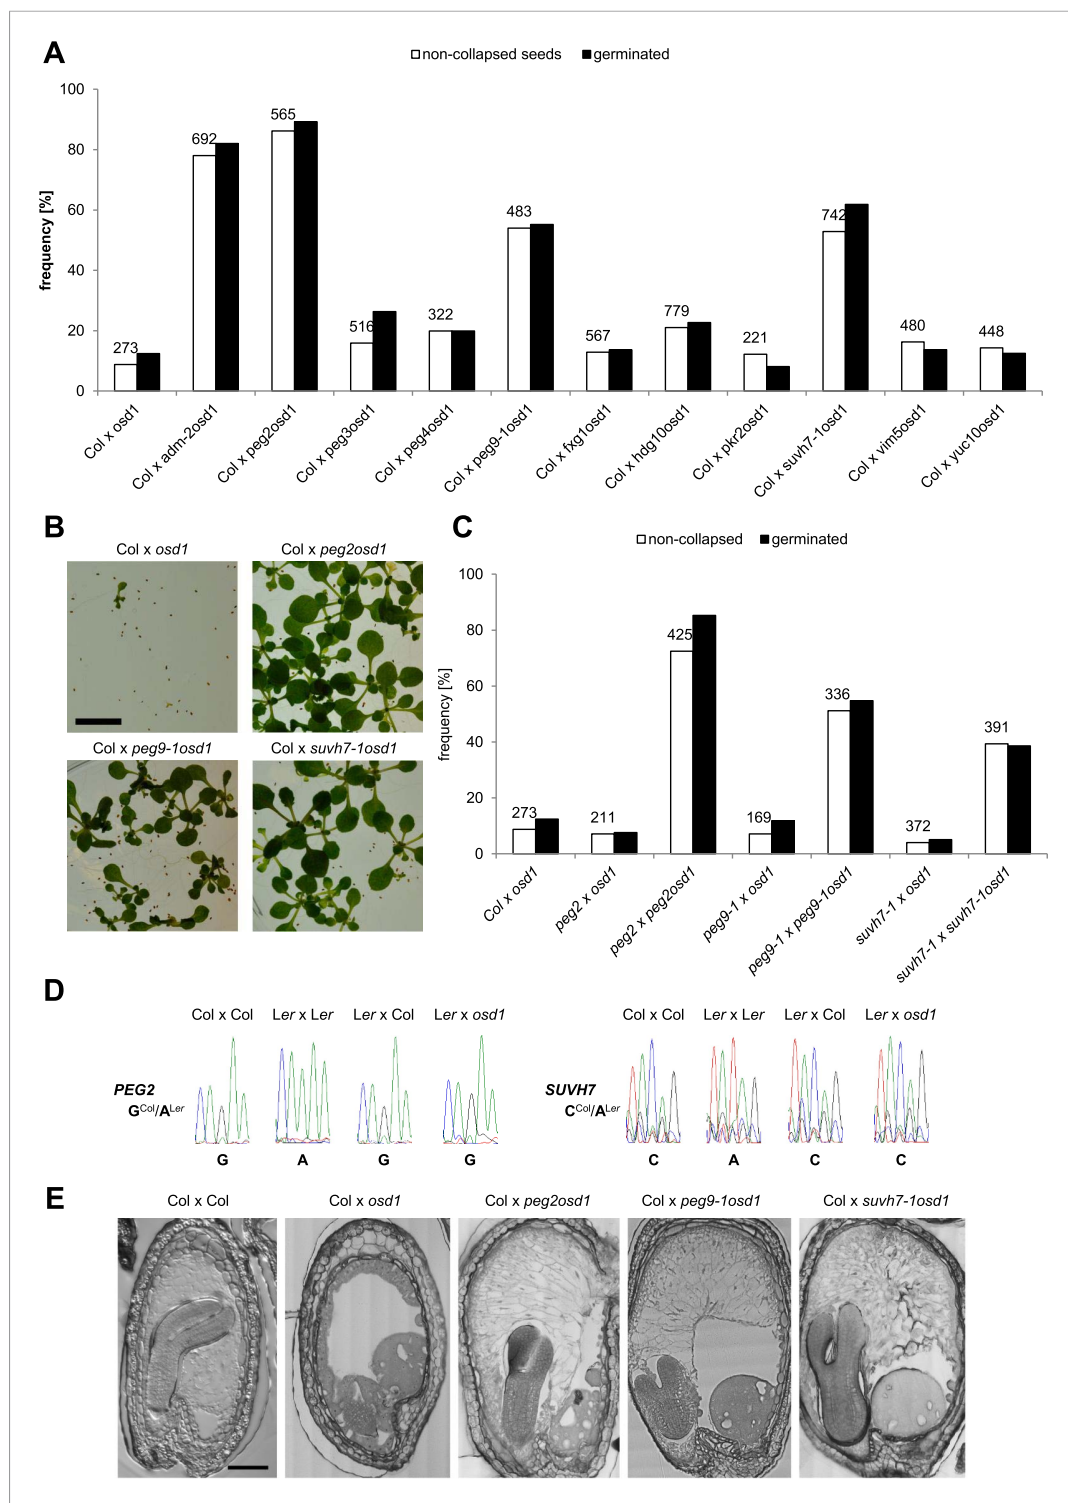 A
non-collapsed seeds germinated
frequency [%]
100
80
60
40
20
0
273
692
565
516
322
483
567
779
221
742
480
448
Col x osd1
Col x adm-2osd1
Col x peg2osd1
Col x peg3osd1
Col x peg4osd1
Col x peg9-1osd1
Col x fxg1osd1
Col x hdg10osd1
Col x pkr2osd1
Col x suvh7-1osd1
Col x vim5osd1
Col x yuc10osd1
B
Col x osd1
Col x peg2osd1
Col x peg9-1osd1
Col x suvh7-1osd1
C
non-collapsed germinated
frequency [%]
100
80
60
40
20
0
273
211
425
169
336
372
391
Col x osd1
peg2 x osd1
peg2 x peg2osd1
peg9-1 x osd1
peg9-1 x peg9-1osd1
suvh7-1 x osd1
suvh7-1 x suvh7-1osd1
D
Col x Col
Ler x Ler
Ler x Col
Ler x osd1
PEG2
G^Col/A^Ler
G
A
G
G
Col x Col
Ler x Ler
Ler x Col
Ler x osd1
SUVH7
C^Col/A^Ler
C
A
C
C
E
Col x Col
Col x osd1
Col x peg2osd1
Col x peg9-1osd1
Col x suvh7-1osd1